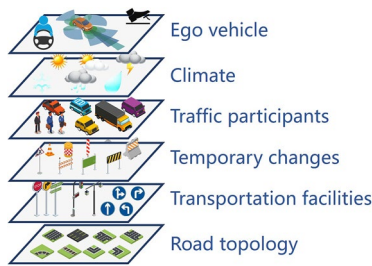 Ego vehicle
Climate
Traffic participants
Temporary changes
Transportation facilities
Road topology